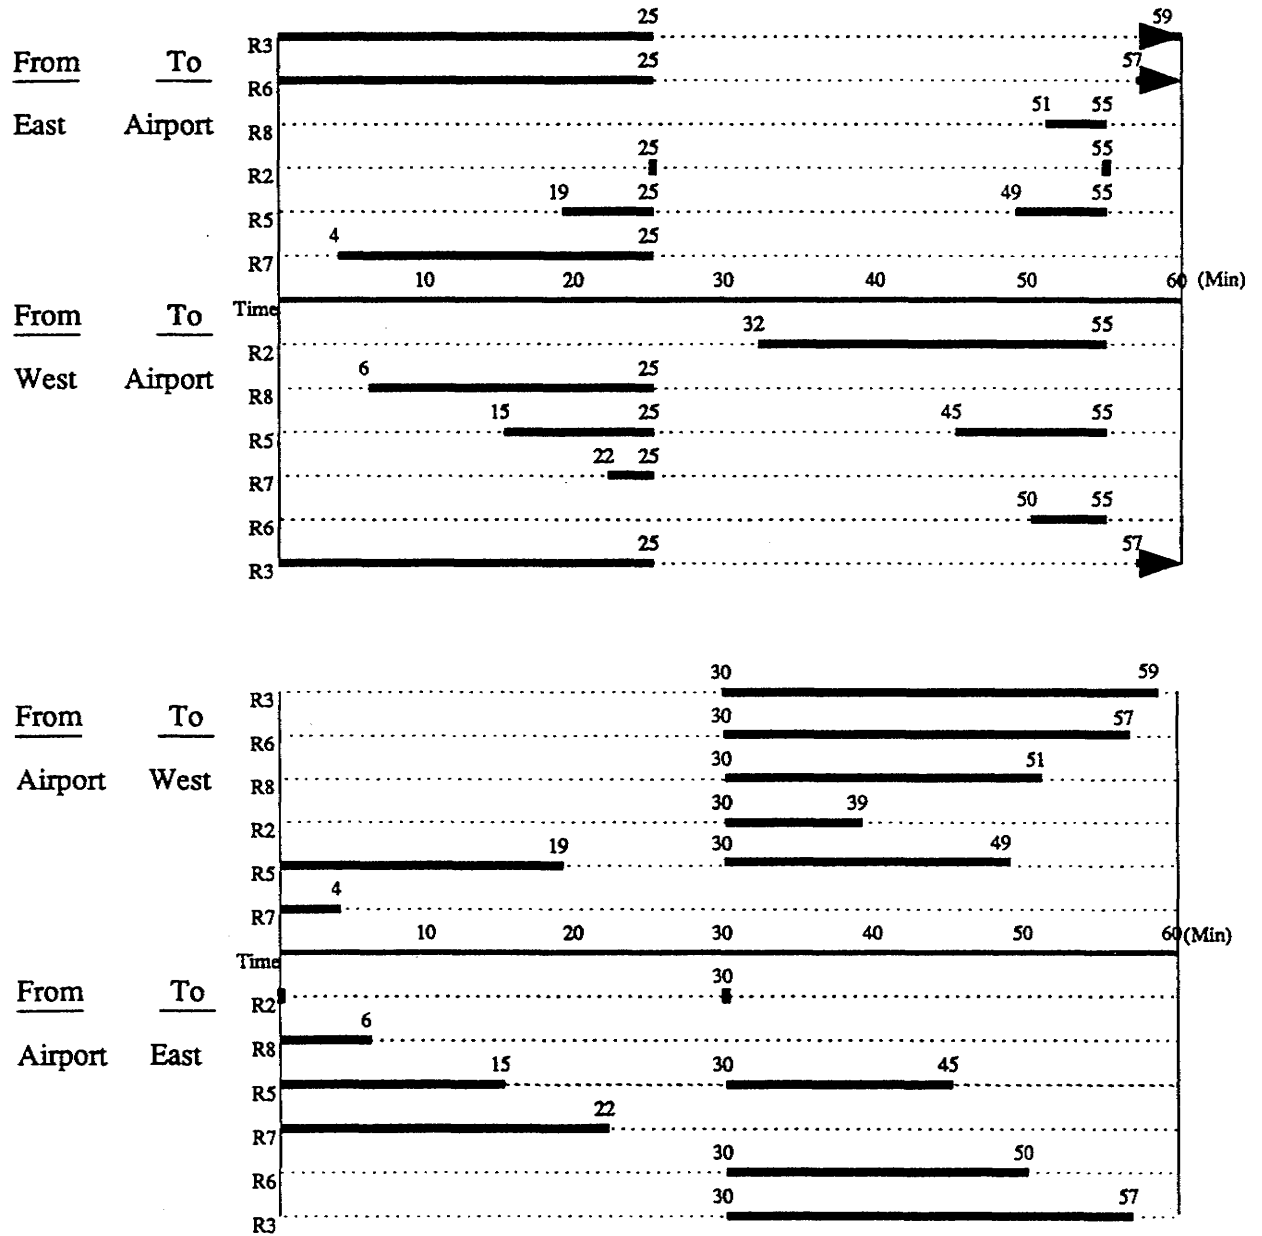 25 59
R3
From To 25 57
R6
East Airport 51 55
R8
25 55
R2
19 25 49 55
R5
4 25
R7
10 20 30 40 50 60 (Min)
Time
From To 32 55
R2
West Airport 6 25
R8
15 25 45 55
R5
22 25
R7
50 55
R6
25 57
R3
30 59
R3
From To 30 57
R6
Airport West 30 51
R8
30 39
R2
19 30 49
R5
4
R7
10 20 30 40 50 60 (Min)
Time
From To 30
R2
6
R8
Airport East 15 30 45
R5
22
R7
30 50
R6
30 57
R3